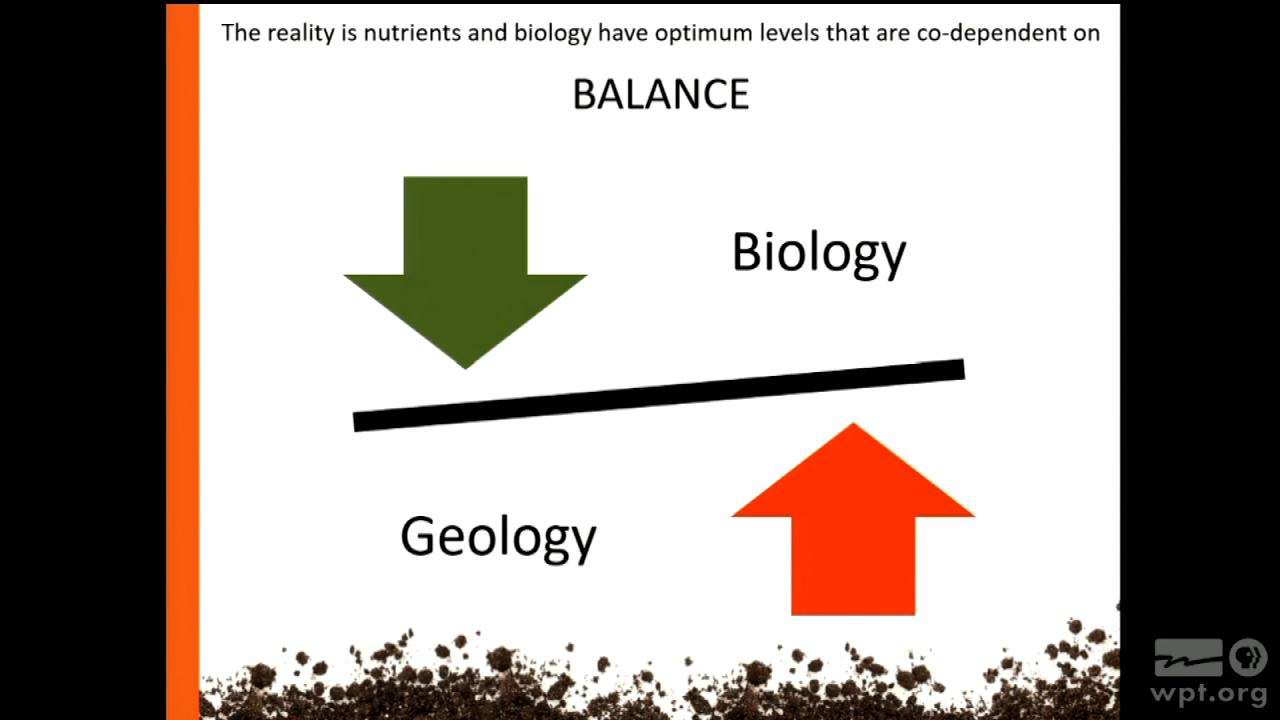 The reality is nutrients and biology have optimum levels that are co-dependent on
BALANCE
Biology
Geology
wpt.org